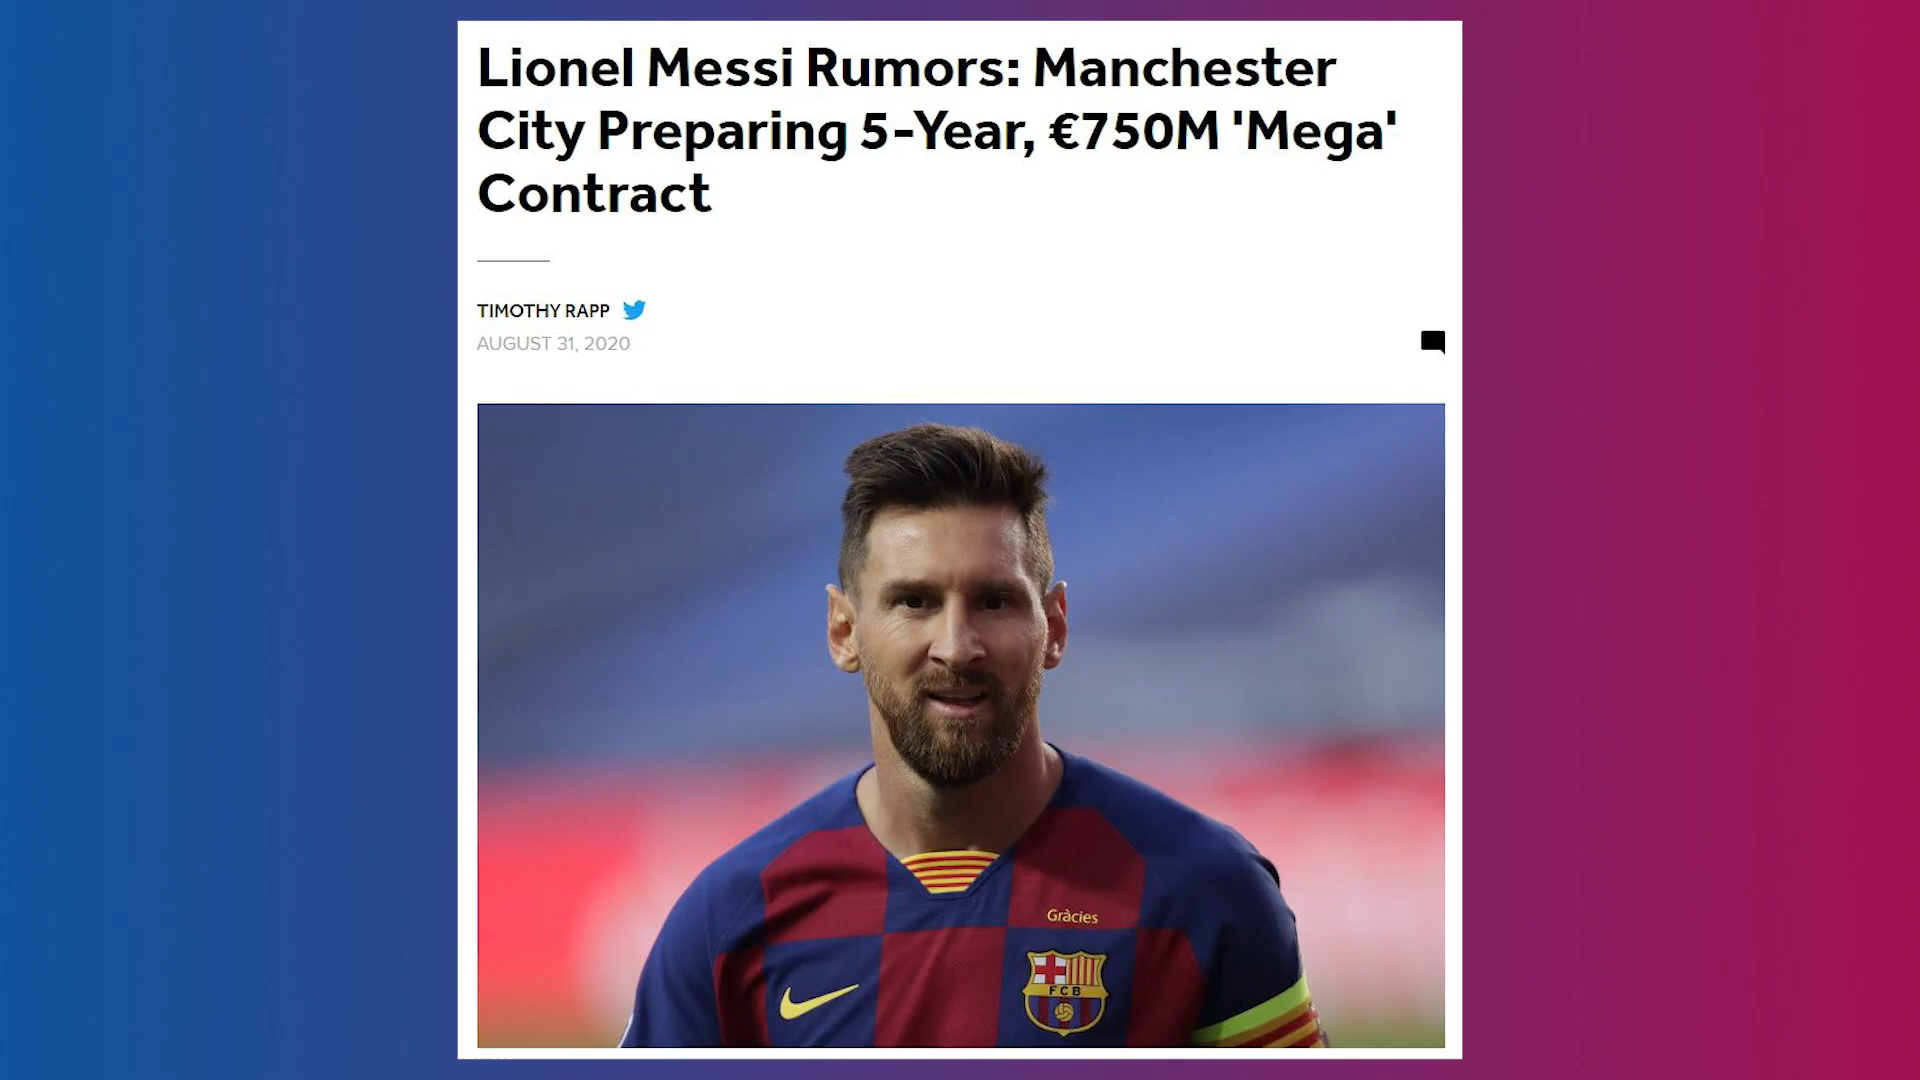 Lionel Messi Rumors: Manchester
City Preparing 5-Year, €750M 'Mega'
Contract
TIMOTHY RAPP
AUGUST 31, 2020
Gràcies
FCB